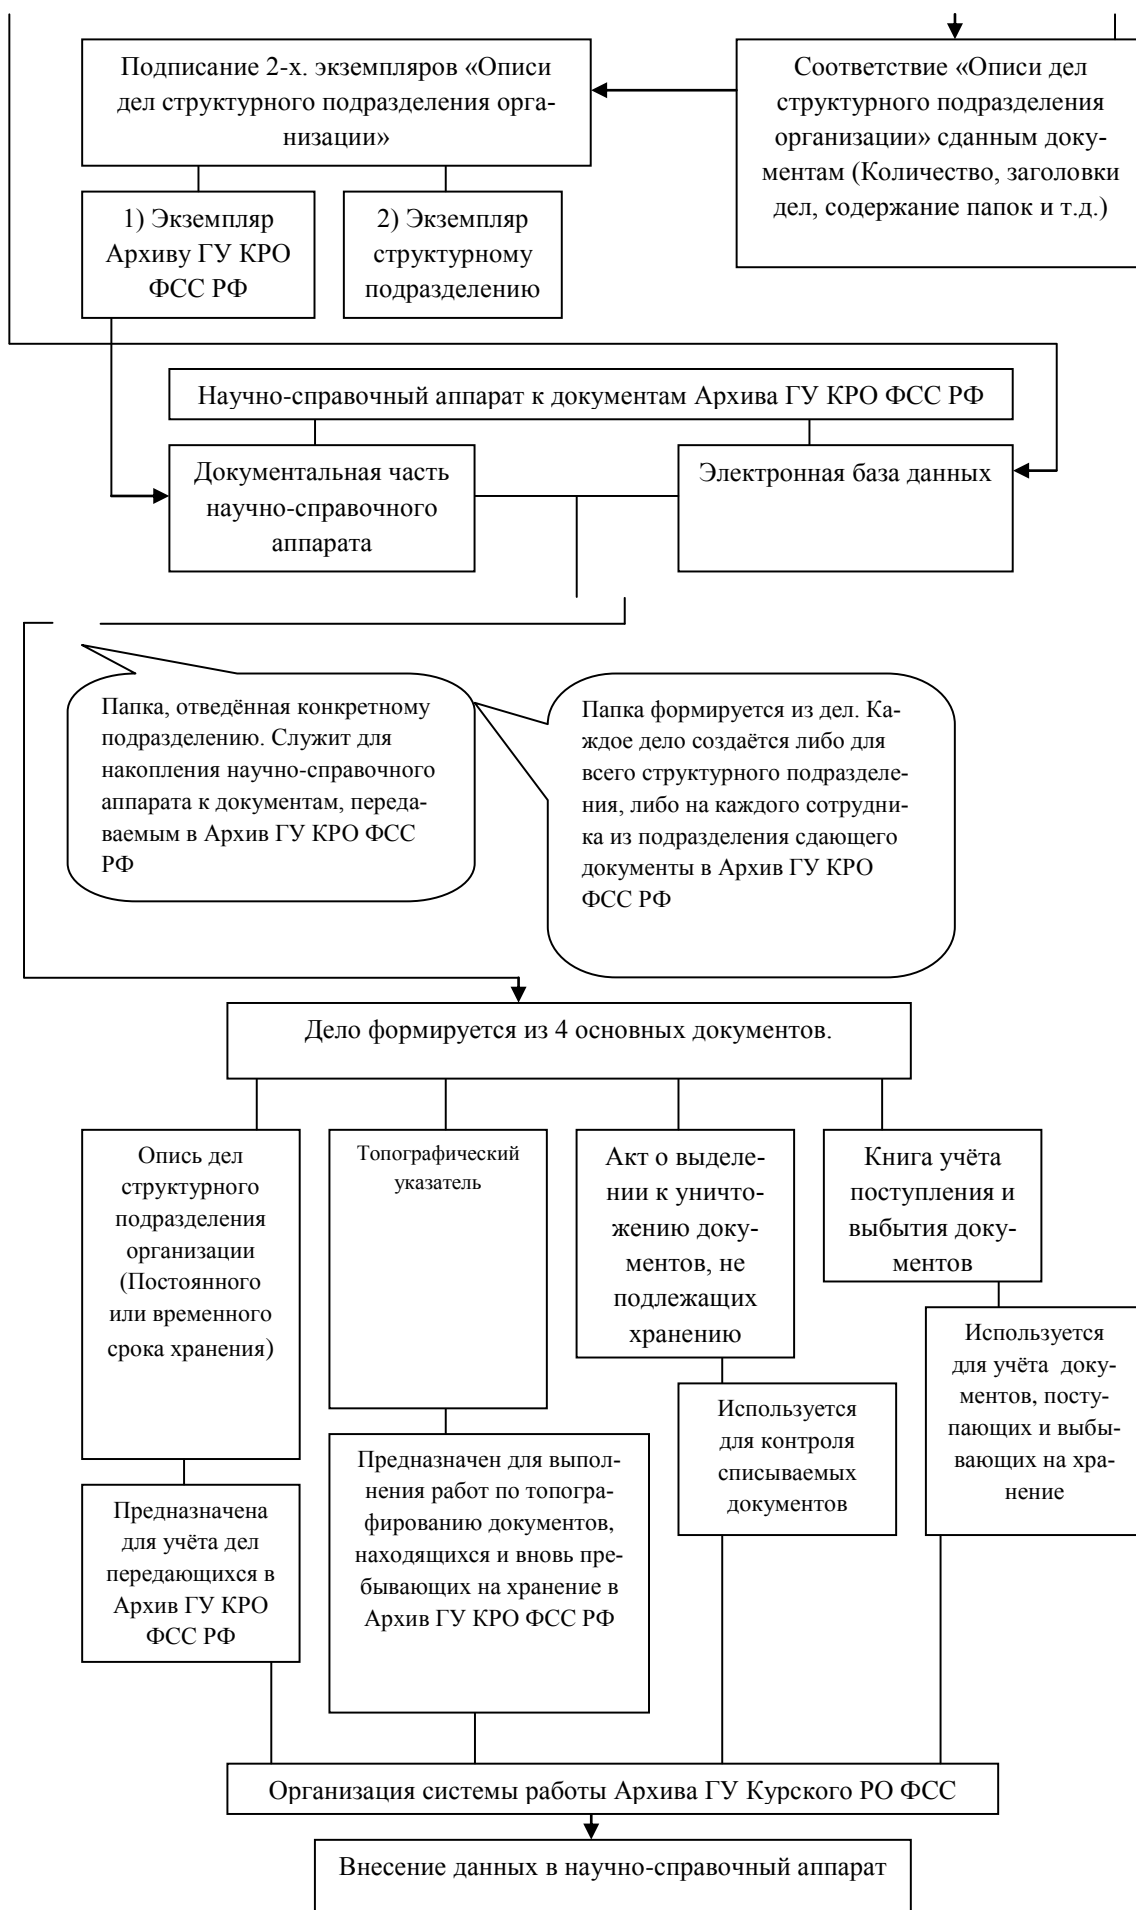 Подписание 2-х. экземпляров «Описи
дел структурного подразделения орга-
низации»
Соответствие «Описи дел
структурного подразделения
организации» сданным доку-
ментам (Количество, заголовки
дел, содержание папок и т.д.)
1) Экземпляр
Архиву ГУ КРО
ФСС РФ
2) Экземпляр
структурному
подразделению
Научно-справочный аппарат к документам Архива ГУ КРО ФСС РФ
Документальная часть
научно-справочного
аппарата
Электронная база данных
Папка, отведённая конкретному
подразделению. Служит для
накопления научно-справочного
аппарата к документам, переда-
ваемым в Архив ГУ КРО ФСС
РФ
Папка формируется из дел. Ка-
ждое дело создаётся либо для
всего структурного подразделе-
ния, либо на каждого сотрудни-
ка из подразделения сдающего
документы в Архив ГУ КРО
ФСС РФ
Дело формируется из 4 основных документов.
Опись дел
структурного
подразделения
организации
(Постоянного
или временного
срока хранения)
Топографический
указатель
Акт о выделе-
нии к уничто-
жению доку-
ментов, не
подлежащих
хранению
Книга учёта
поступления и
выбытия доку-
ментов
Предназначена
для учёта дел
передающихся в
Архив ГУ КРО
ФСС РФ
Предназначен для выпол-
нения работ по топогра-
фированию документов,
находящихся и вновь пре-
бывающих на хранение в
Архив ГУ КРО ФСС РФ
Используется
для контроля
списываемых
документов
Используется
для учёта  доку-
ментов, посту-
пающих и выбы-
вающих на хра-
нение
Организация системы работы Архива ГУ Курского РО ФСС
Внесение данных в научно-справочный аппарат